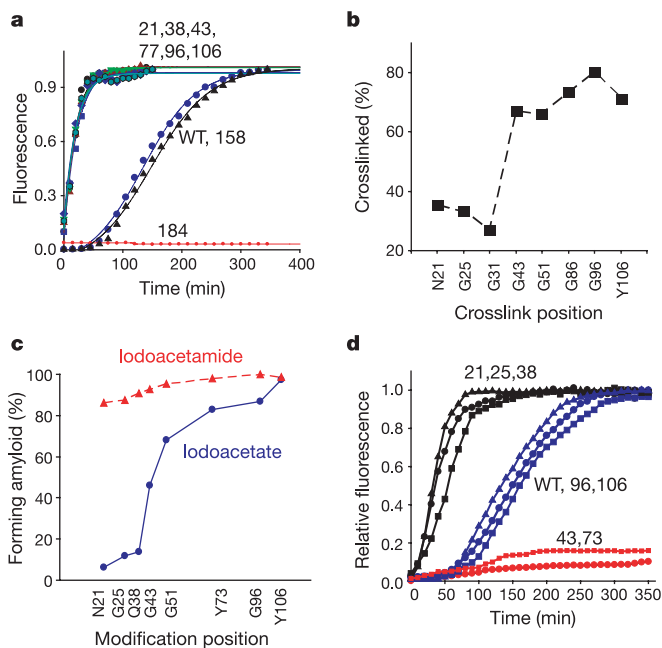 a
21,38,43,
77,96,106
Fluorescence
0.9
0.6
0.3
0.0
WT, 158
184
0 100 200 300 400
Time (min)
b
Crosslinked (%)
80
60
40
20
N21 G25 G31 G43 G51 G86 G96 Y106
Crosslink position
c
Iodoacetamide
Iodoacetate
Forming amyloid (%)
100
80
60
40
20
0
N21 G25 Q38 G43 G51 Y73 G96 Y106
Modification position
d
21,25,38
Relative fluorescence
1.0
0.8
0.6
0.4
0.2
0.0
WT, 96,106
43,73
0 50 100 150 200 250 300 350
Time (min)